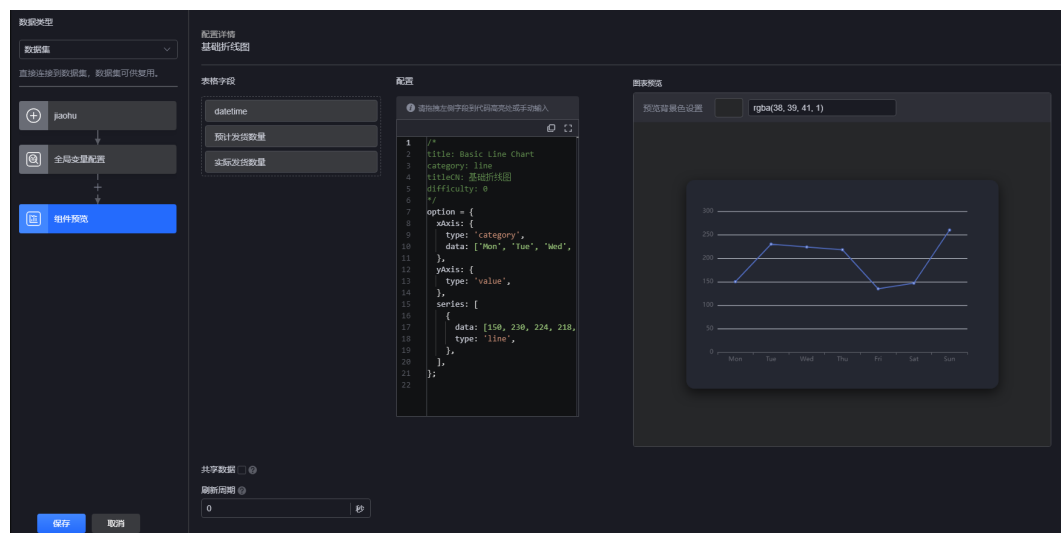 数据类型
数据集
直接连接到数据集，数据集可供复用。
jiaohu
全局变量配置
组件预览
保存
取消
配置详情
基础折线图
表格字段
datetime
预计发货数量
实际发货数量
配置
请拖拽左侧字段到代码高亮处或手动输入
1 /*
2 title: Basic Line Chart
3 category: line
4 titleCN: 基础折线图
5 difficulty: 0
6 */
7 option = {
8 xAxis: {
9 type: 'category',
10 data: ['Mon', 'Tue', 'Wed',
11 },
12 yAxis: {
13 type: 'value',
14 },
15 series: [
16 {
17 data: [150, 230, 224, 218,
18 type: 'line',
19 },
20 ],
21 };
22
图表预览
预览背景色设置 rgba(38, 39, 41, 1)
300
250
200
150
100
50
0
Mon Tue Wed Thu Fri Sat Sun
共享数据
刷新周期
0 秒